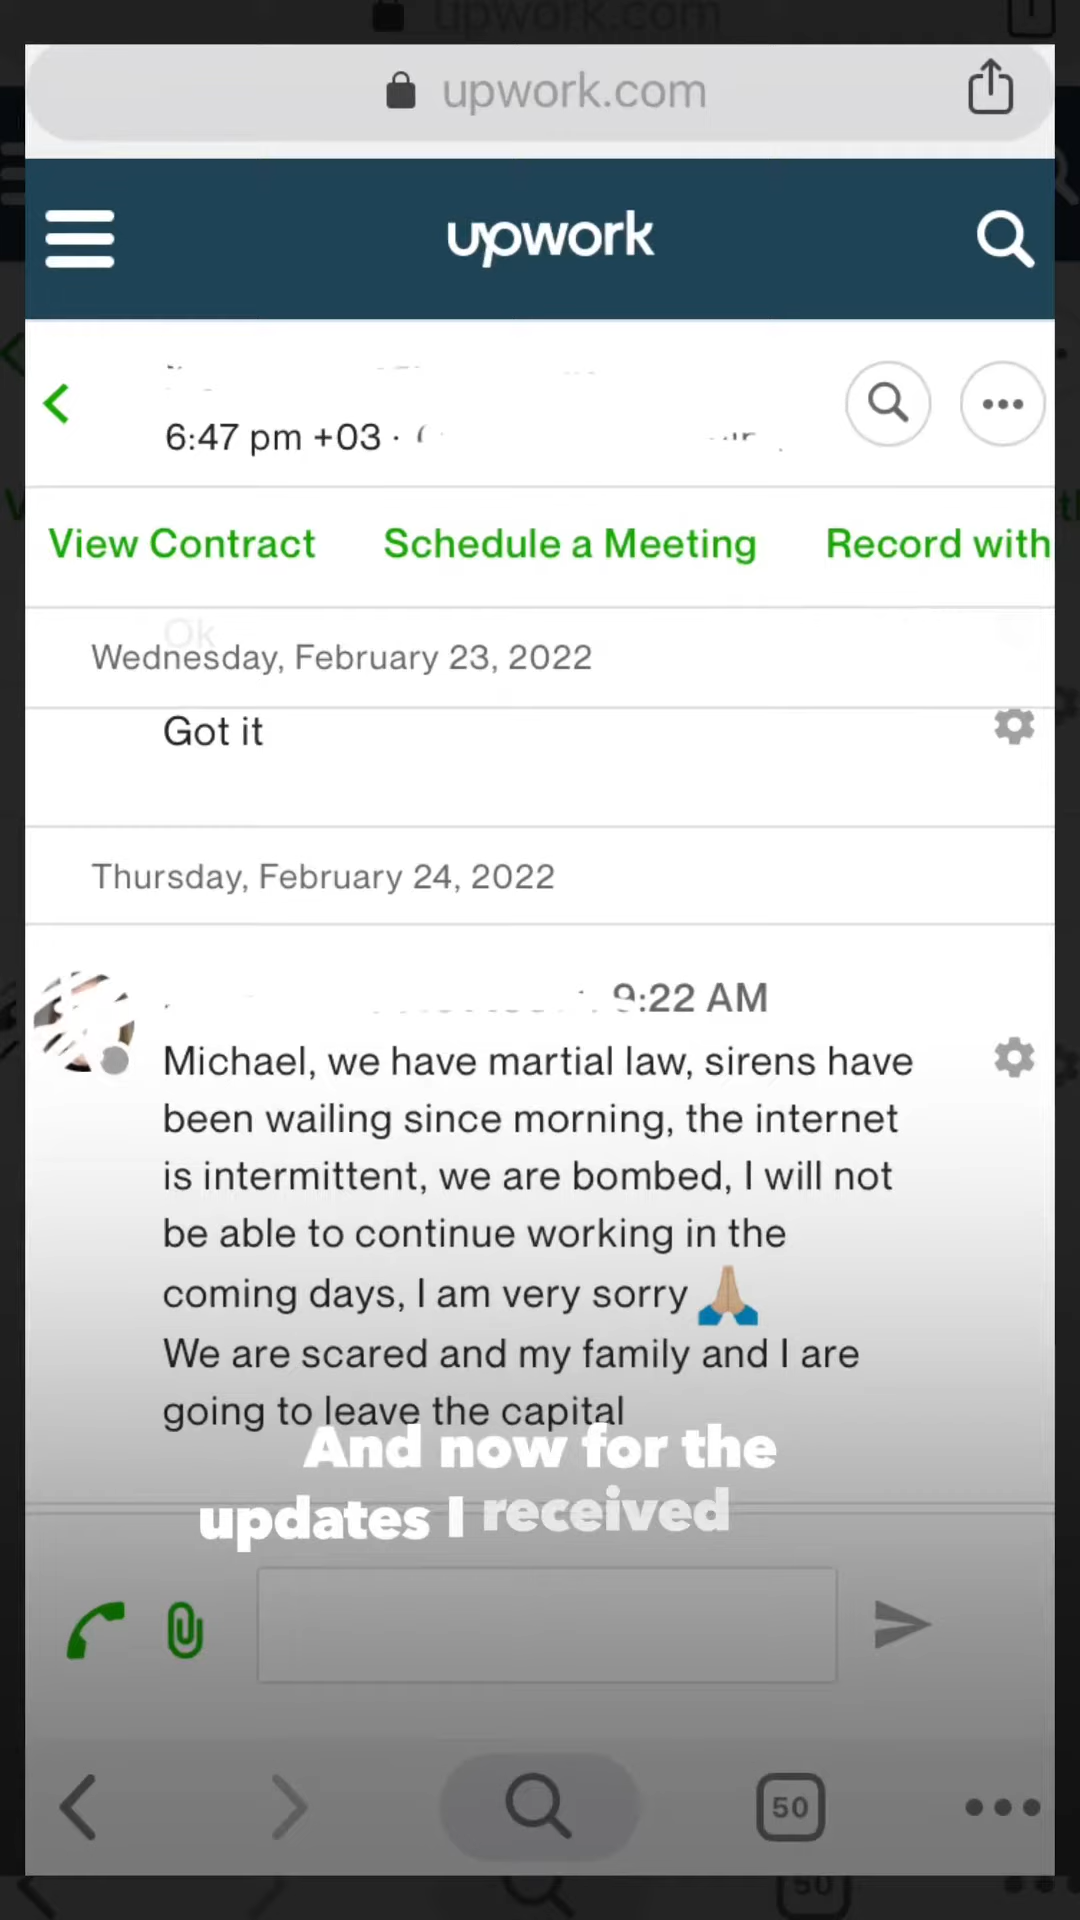 upwork.com
upwork.com
upwork
6:47 pm +03 ·
View Contract
Schedule a Meeting
Record with
Ok
Wednesday, February 23, 2022
Got it
Thursday, February 24, 2022
9:22 AM
Michael, we have martial law, sirens have
been wailing since morning, the internet
is intermittent, we are bombed, I will not
be able to continue working in the
coming days, I am very sorry 🙏🏼
We are scared and my family and I are
going to leave the capital
And now for the
updates I received
50
50